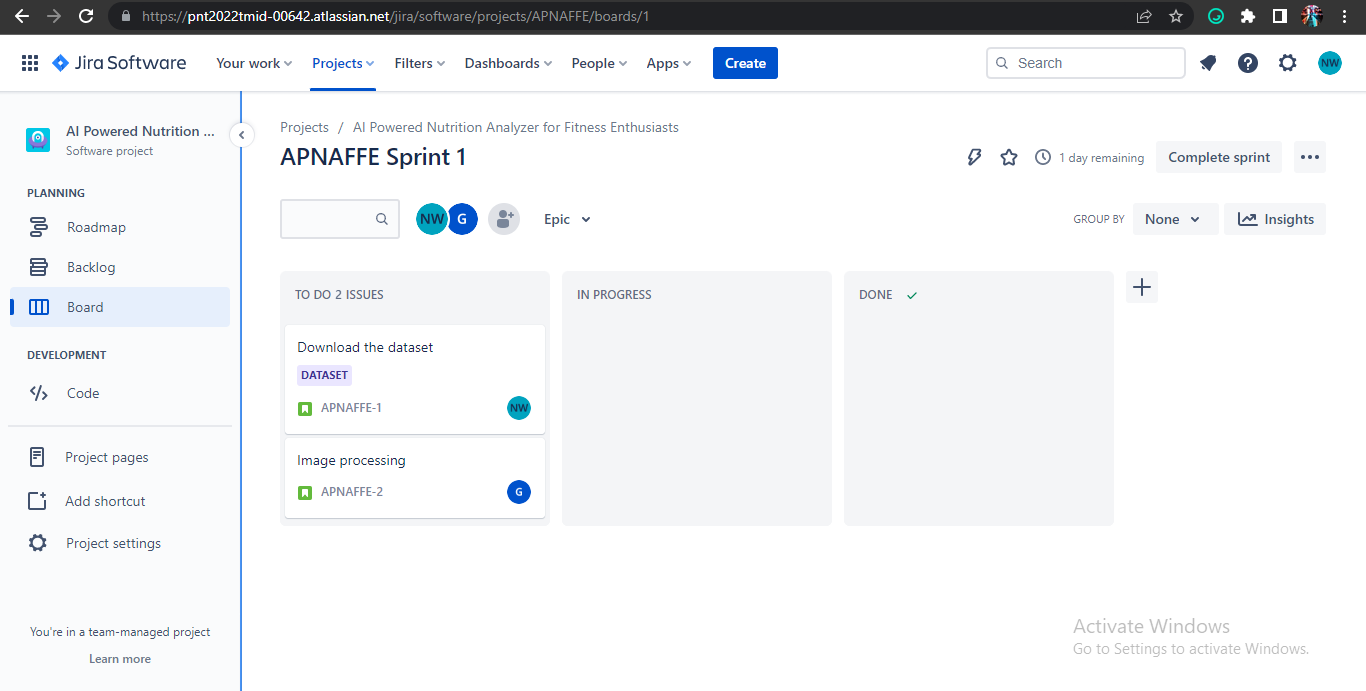 https://pnt2022tmid-00642.atlassian.net/jira/software/projects/APNAFFE/boards/1
Jira Software Your work Projects Filters Dashboards People Apps Create Search NW
AI Powered Nutrition ...
Software project
PLANNING
Roadmap
Backlog
Board
DEVELOPMENT
Code
Project pages
Add shortcut
Project settings
You're in a team-managed project
Learn more
Projects / AI Powered Nutrition Analyzer for Fitness Enthusiasts
APNAFFE Sprint 1
1 day remaining Complete sprint
NW G Epic
GROUP BY None Insights
TO DO 2 ISSUES
Download the dataset
DATASET
APNAFFE-1 NW
Image processing
APNAFFE-2 G
IN PROGRESS
DONE
Activate Windows
Go to Settings to activate Windows.